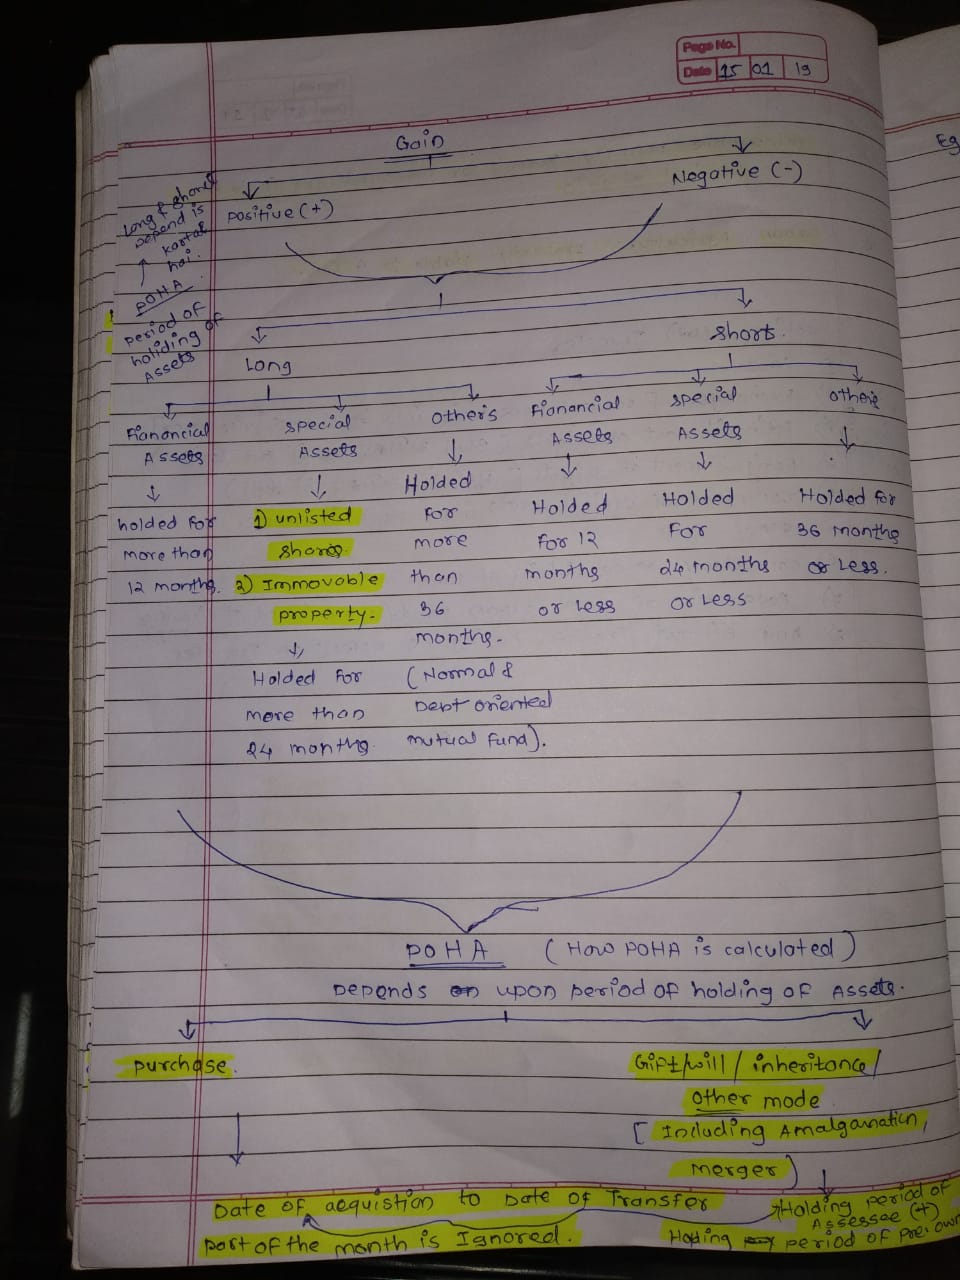 Page No.
Date 15 01 19
Eg
Gain
Positive (+)
Negative (-)
Long & short
Depend is
kartal
hai.
POHA
period of
holiding of
Assets
Long
Short.
Fianancial
Assets
holded for
more than
12 months.
special
Assets
1) unlisted
shares.
2) Immovable
property.
Holded For
more than
24 months.
Others
Holded
For
more
than
36
months.
(Normal &
Debt oriented
mutual Fund).
Fianancial
Assets
Holded
For 12
months
or Less
special
Assets
Holded
For
24 months
or Less
others
Holded for
36 months
or Less.
POHA (How POHA is calculated)
Depends upon period of holding of Assets.
purchase.
Date of acquistion to Date of Transfer
part of the month is Ignored.
Gift/will / inheritance/
other mode
[ Including Amalgamation,
merger)
Holding period of
Assessee (+)
Holding period of Prei. own